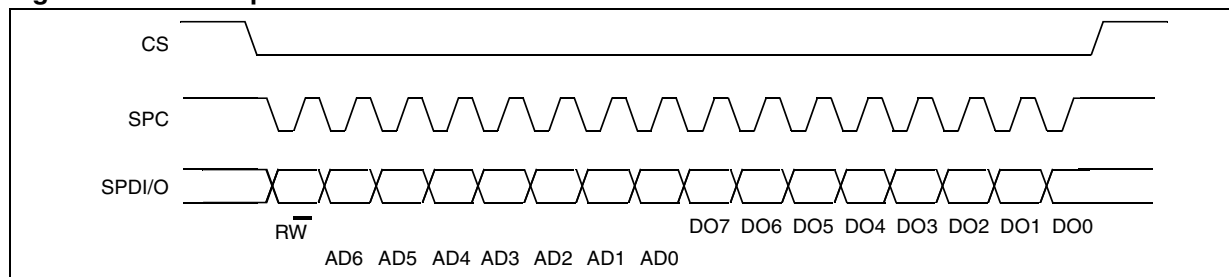 CS
SPC
SPDI/O
RW
DO7 DO6 DO5 DO4 DO3 DO2 DO1 DO0
AD6 AD5 AD4 AD3 AD2 AD1 AD0